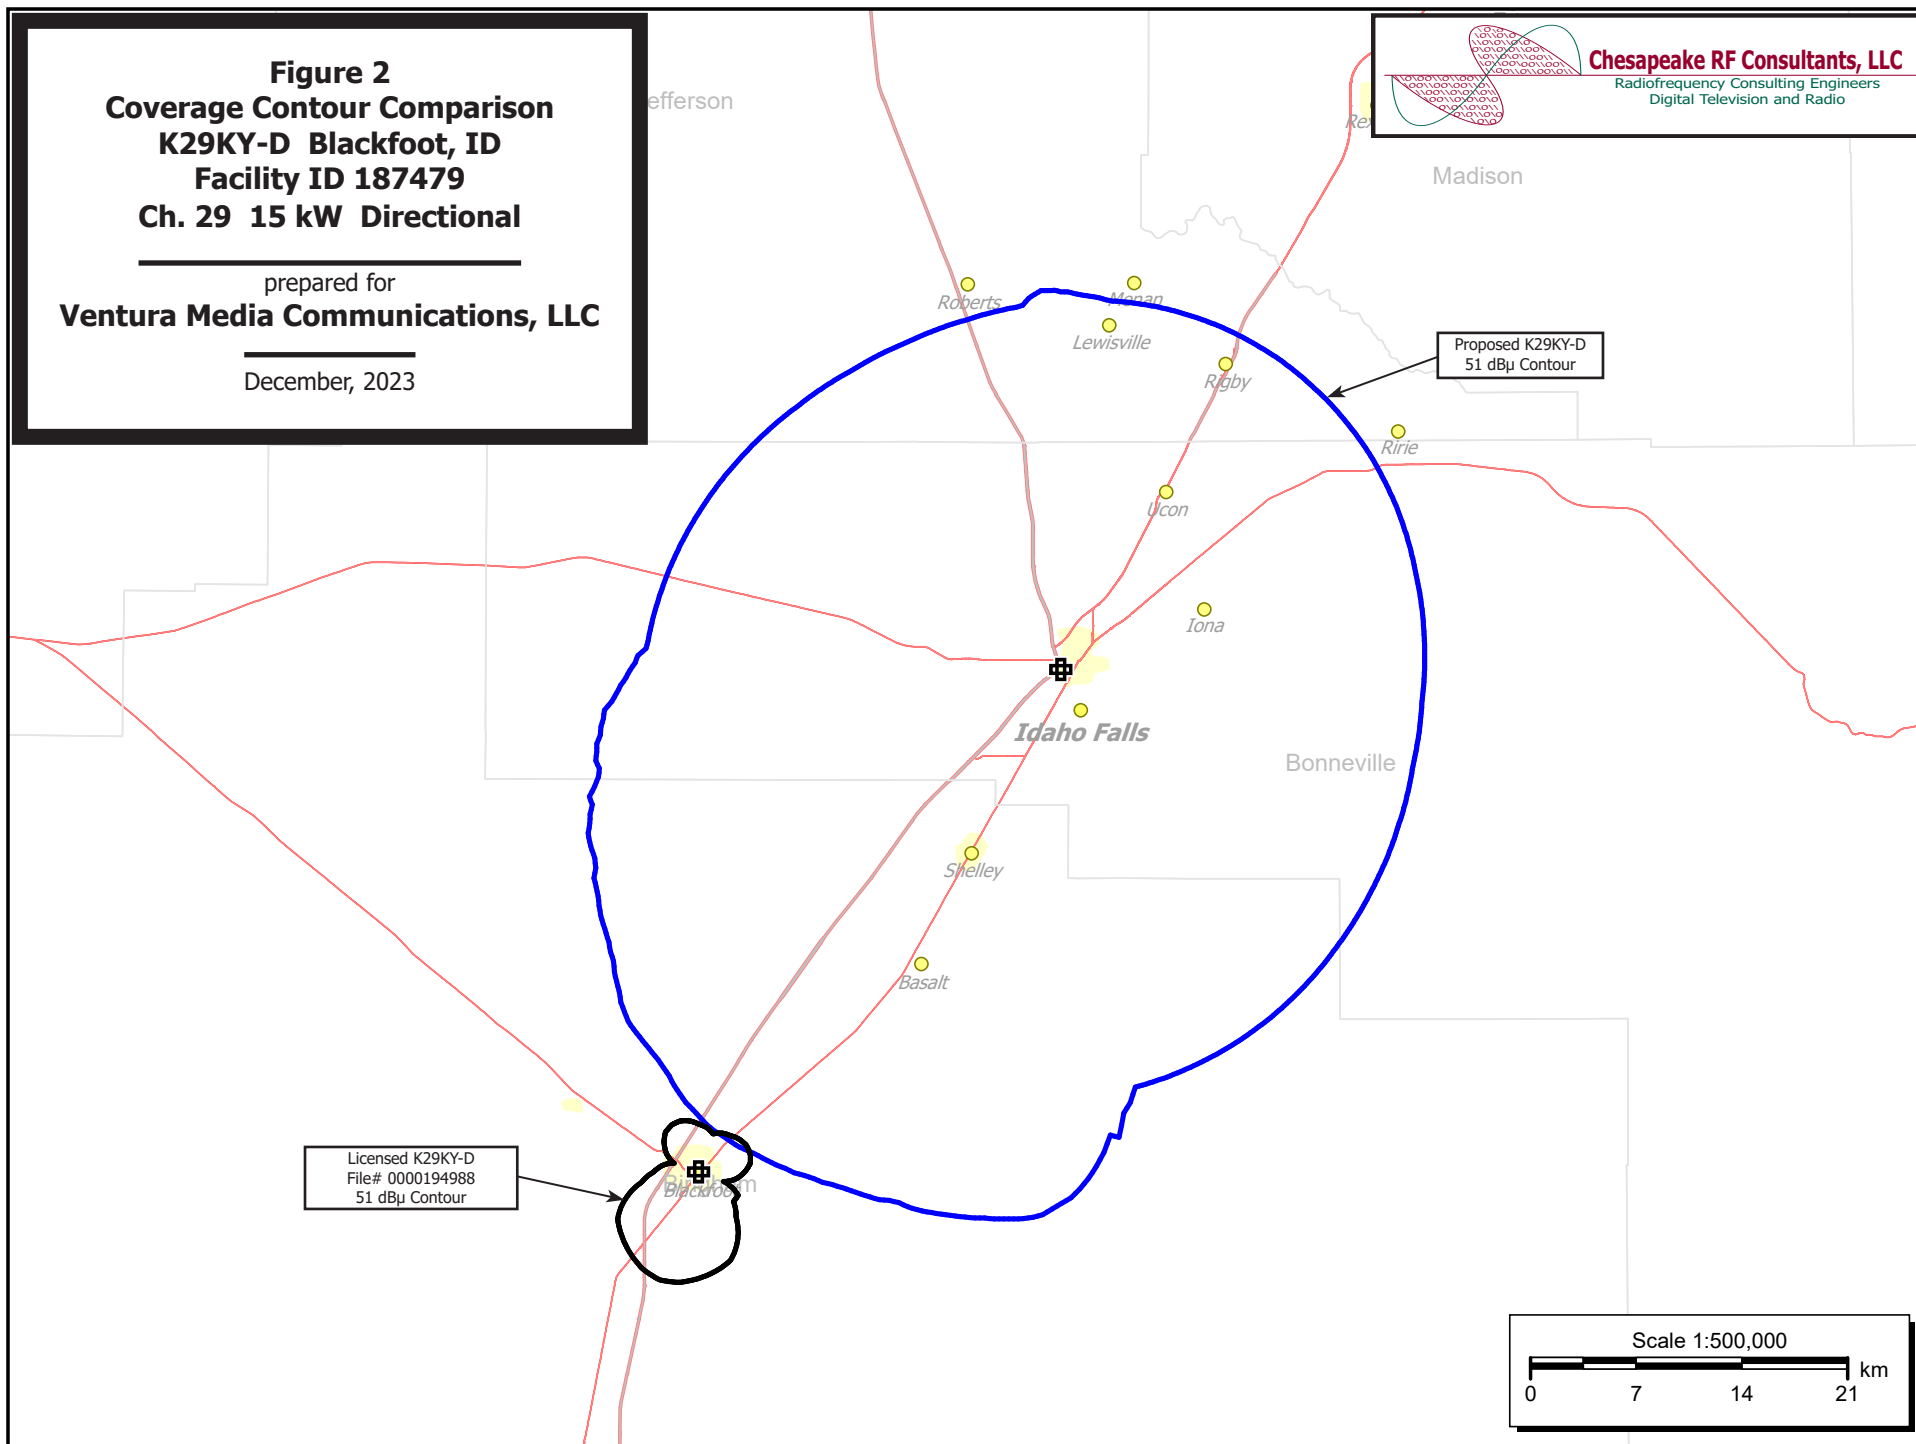 Figure 2
Coverage Contour Comparison
K29KY-D Blackfoot, ID
Facility ID 187479
Ch. 29 15 kW Directional
prepared for
Ventura Media Communications, LLC
December, 2023
Chesapeake RF Consultants, LLC
Radiofrequency Consulting Engineers
Digital Television and Radio
efferson
Madison
Roberts
Menan
Lewisville
Rigby
Proposed K29KY-D
51 dBµ Contour
Ririe
Ucon
Iona
Idaho Falls
Bonneville
Shelley
Basalt
Licensed K29KY-D
File# 0000194988
51 dBµ Contour
Scale 1:500,000
km
0 7 14 21